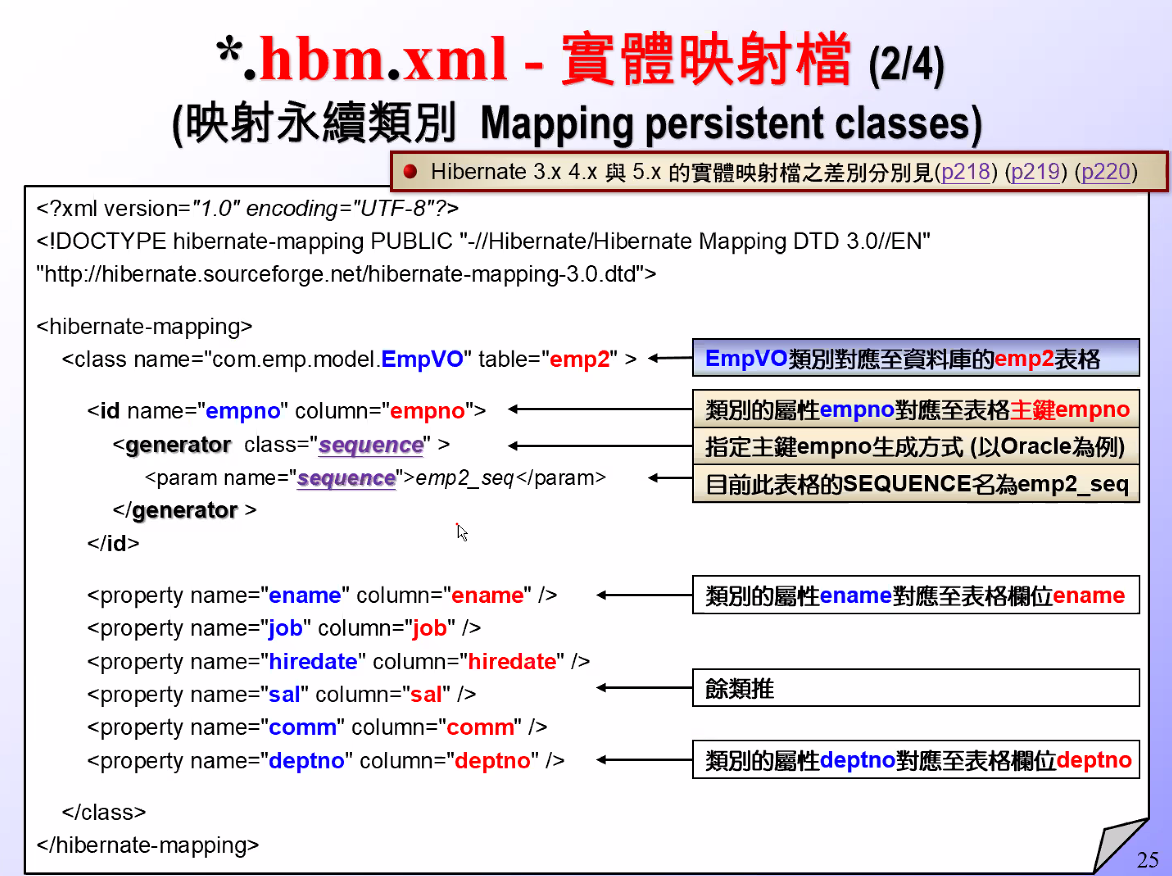 *.hbm.xml - 實體映射檔 (2/4)
(映射永續類別 Mapping persistent classes)
Hibernate 3.x 4.x 與 5.x 的實體映射檔之差別分別見(p218) (p219) (p220)
<?xml version="1.0" encoding="UTF-8"?>
<!DOCTYPE hibernate-mapping PUBLIC "-//Hibernate/Hibernate Mapping DTD 3.0//EN"
"http://hibernate.sourceforge.net/hibernate-mapping-3.0.dtd">
<hibernate-mapping>
<class name="com.emp.model.EmpVO" table="emp2" >
EmpVO類別對應至資料庫的emp2表格
<id name="empno" column="empno">
類別的屬性empno對應至表格主鍵empno
<generator class="sequence" >
指定主鍵empno生成方式 (以Oracle為例)
<param name="sequence">emp2_seq</param>
目前此表格的SEQUENCE名為emp2_seq
</generator >
</id>
<property name="ename" column="ename" />
類別的屬性ename對應至表格欄位ename
<property name="job" column="job" />
<property name="hiredate" column="hiredate" />
<property name="sal" column="sal" />
餘類推
<property name="comm" column="comm" />
<property name="deptno" column="deptno" />
類別的屬性deptno對應至表格欄位deptno
</class>
</hibernate-mapping>
25